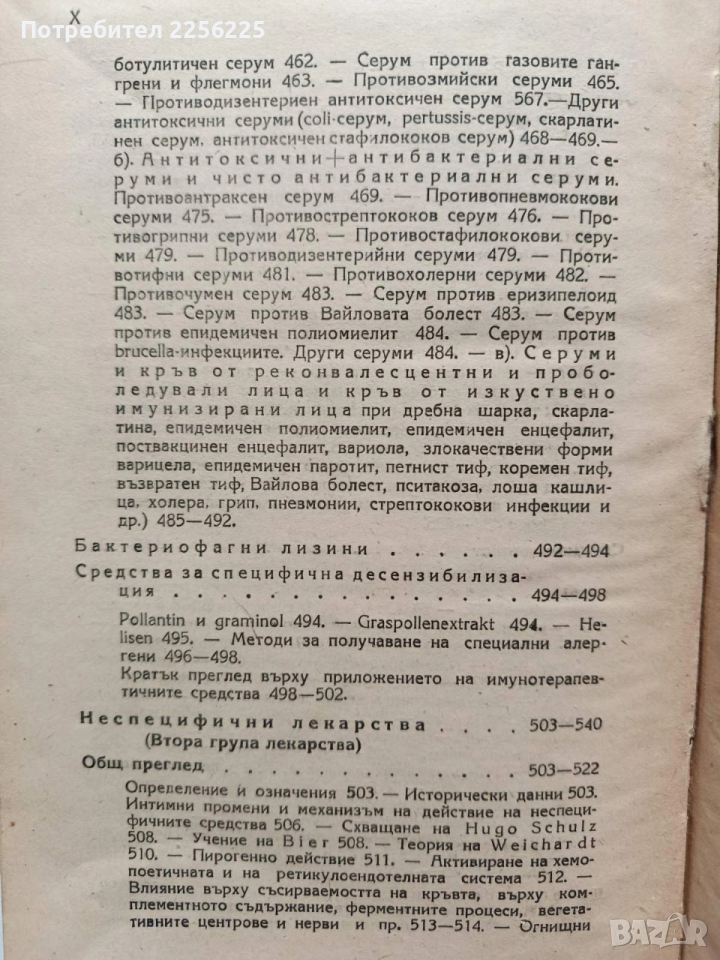 Потребител 2256225
X
ботулитичен серум 462. — Серум против газовите ган-
грени и флегмони 463. — Противозмийски серуми 465.
— Противодизентериен антитоксичен серум 567.—Други
антитоксични серуми (coli-серум, pertussis-серум, скарлати-
нен серум, антитоксичен стафилококов серум) 468—469.—
б). Антитоксични+антибактериални се-
руми и чисто антибактериални серуми.
Противоантраксен серум 469. — Противопневмококови
серуми 475. — Противострептококов серум 476. — Про-
тивогрипни серуми 478. — Противостафилококови серу-
ми 479. — Противодизентерийни серуми 479. — Проти-
вотифни серуми 481. — Противохолерни серуми 482. —
Противочумен серум 483. — Серум против еризипелоид
483. — Серум против Вайловата болест 483. — Серум
против епидемичен полиомиелит 484. — Серум против
brucella-инфекциите. Други серуми 484. — в). Серуми
и кръв от реконвалесцентни и пробо-
ледували лица и кръв от изкуствено
имунизирани лица при дребна шарка, скарла-
тина, епидемичен полиомиелит, епидемичен енцефалит,
поствакцинен енцефалит, вариола, злокачествени форми
варицела, епидемичен паротит, петнист тиф, коремен тиф,
възвратен тиф, Вайлова болест, пситакоза, лоша кашли-
ца, холера, грип, пневмонии, стрептококови инфекции и
др.) 485—492.
Бактериофагни лизини . . . . . . 492—494
Средства за специфична десензибилиза-
ция . . . . . . . . . . . . . . . 494—498
Pollantin и graminol 494. — Graspollenextrakt 494. — He-
lisen 495. — Методи за получаване на специални алер-
гени 496—498.
Кратък преглед върху приложението на имунотерапев-
тичните средства 498—502.
Неспецифични лекарства . . . . 503—540
(Втора група лекарства)
Общ преглед . . . . . . . . . . . . 503—522
Определение и означения 503. — Исторически данни 503.
Интимни промени и механизъм на действие на неспеци-
фичните средства 506. — Схващане на Hugo Schulz
508. — Учение на Bier 508. — Теория на Weichardt
510. — Пирогенно действие 511. — Активиране на хемо-
поетичната и на ретикулоендотелната система 512. —
Влияние върху съсирваемостта на кръвта, върху ком-
плементното съдържание, ферментните процеси, вегета-
тивните центрове и нерви и пр. 513—514. — Огнищни
BAZAR